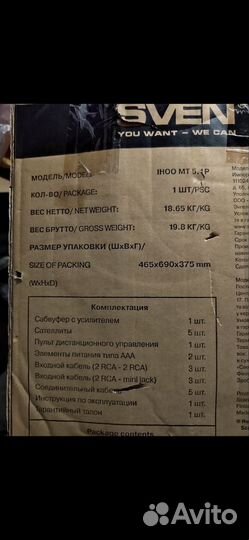 SVEN
YOU WANT – WE CAN
МОДЕЛЬ/MODEL: IHOO MT 5.1P
КОЛ-ВО/PACKAGE: 1 ШТ/PSC
ВЕС НЕТТО/NET WEIGHT: 18.65 КГ/KG
ВЕС БРУТТО/GROSS WEIGHT: 19.8 КГ/KG
РАЗМЕР УПАКОВКИ (ШхВхГ)/
SIZE OF PACKING 465x690x375 mm
(WxHxD)
Комплектация
Сабвуфер с усилителем 1 шт.
Сателлиты 5 шт.
Пульт дистанционного управления 1 шт.
Элементы питания типа ААА 2 шт.
Входной кабель (2 RCA - 2 RCA) 3 шт.
Входной кабель (2 RCA - mini jack) 3 шт.
Соединительный кабель 5 шт.
Инструкция по эксплуатации 1 шт.
Гарантийный талон 1 шт.
Package contents
Avito